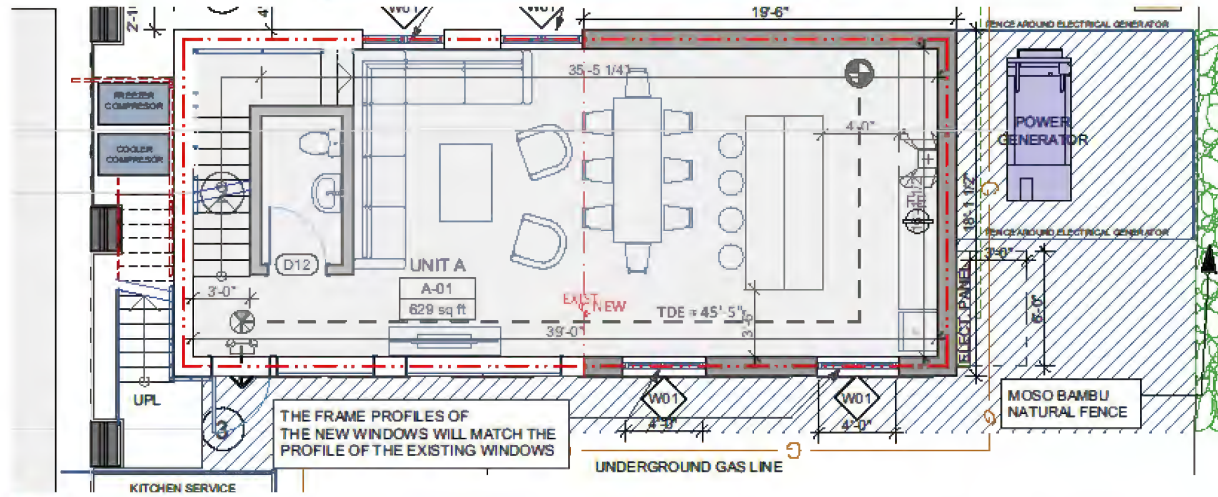 W01
W01
19'-6"
FENCE AROUND ELECTRICAL GENERATOR
35'-5 1/4"
FREEZER
COMPRESOR
COOLER
COMPRESOR
POWER
GENERATOR
4'-0"
18'-1 1/2"
FENCE AROUND ELECTRICAL GENERATOR
D12
UNIT A
A-01
629 sq ft
3'-0"
3'-0"
EXIST
NEW
TDE = 45'-5"
3'-6"
39'-0"
ELECT. PANEL
UPL
3
W01
W01
4'-0"
4'-0"
G
G
G
THE FRAME PROFILES OF
THE NEW WINDOWS WILL MATCH THE
PROFILE OF THE EXISTING WINDOWS
MOSO BAMBU
NATURAL FENCE
UNDERGROUND GAS LINE
KITCHEN SERVICE